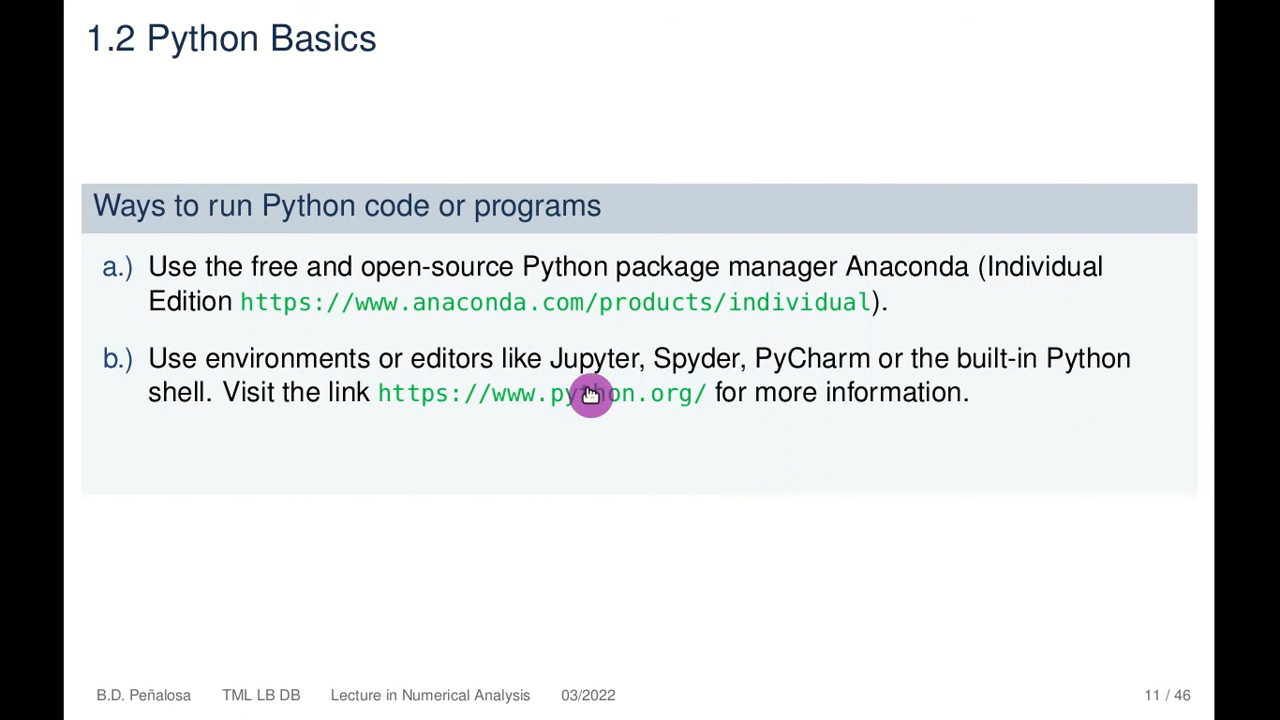 1.2 Python Basics
Ways to run Python code or programs
a.) Use the free and open-source Python package manager Anaconda (Individual
Edition https://www.anaconda.com/products/individual).
b.) Use environments or editors like Jupyter, Spyder, PyCharm or the built-in Python
shell. Visit the link https://www.python.org/ for more information.
B.D. Peñalosa TML LB DB Lecture in Numerical Analysis 03/2022 11 / 46